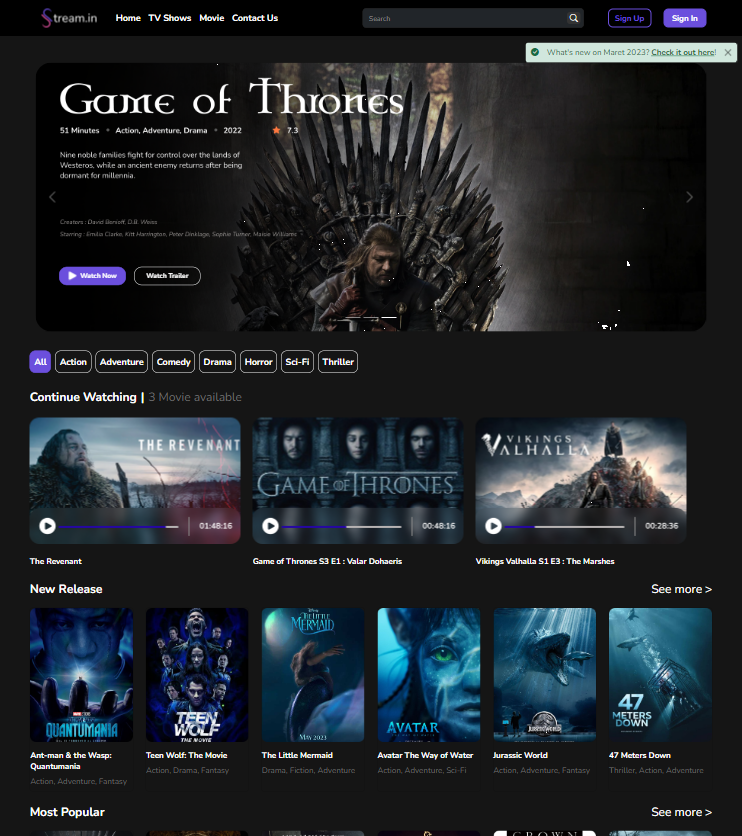 Stream.in
Home TV Shows Movie Contact Us
Search
Sign Up
Sign In
What's new on Maret 2023? Check it out here!
Game of Thrones
51 Minutes • Action, Adventure, Drama • 2022 7.3
Nine noble families fight for control over the lands of
Westeros, while an ancient enemy returns after being
dormant for millennia.
Creators : David Benioff, D.B. Weiss
Starring : Emilia Clarke, Kitt Harrington, Peter Dinklage, Sophie Turner, Maisie Williams
Watch Now
Watch Trailer
All Action Adventure Comedy Drama Horror Sci-Fi Thriller
Continue Watching | 3 Movie available
THE REVENANT
01:48:16
GAME OF THRONES
00:48:16
VIKINGS
VALHALLA
00:28:36
The Revenant
Game of Thrones S3 E1 : Valar Dohaeris
Vikings Valhalla S1 E3 : The Marshes
New Release
See more >
QUANTUMANIA
TEEN
WOLF
THE MOVIE
Disney
THE LITTLE
MERMAID
MAY 2023
AVATAR
JURASSIC WORLD
47
METERS
DOWN
Ant-man & the Wasp:
Quantumania
Action, Adventure, Fantasy
Teen Wolf: The Movie
Action, Drama, Fantasy
The Little Mermaid
Drama, Fiction, Adventure
Avatar The Way of Water
Action, Adventure, Sci-Fi
Jurassic World
Action, Adventure, Fantasy
47 Meters Down
Thriller, Action, Adventure
Most Popular
See more >
CROWN